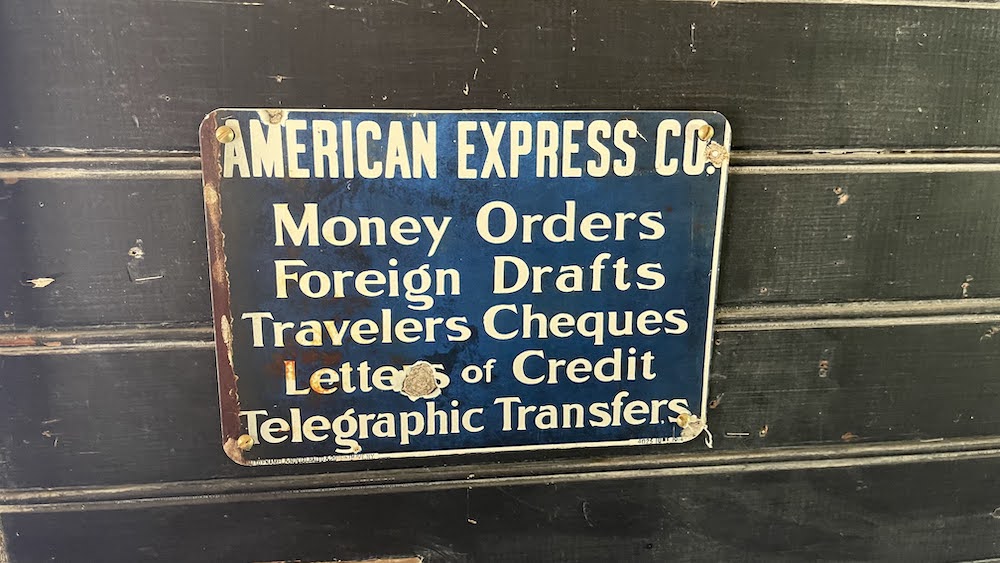 AMERICAN EXPRESS CO.
Money Orders
Foreign Drafts
Travelers Cheques
Letters of Credit
Telegraphic Transfers